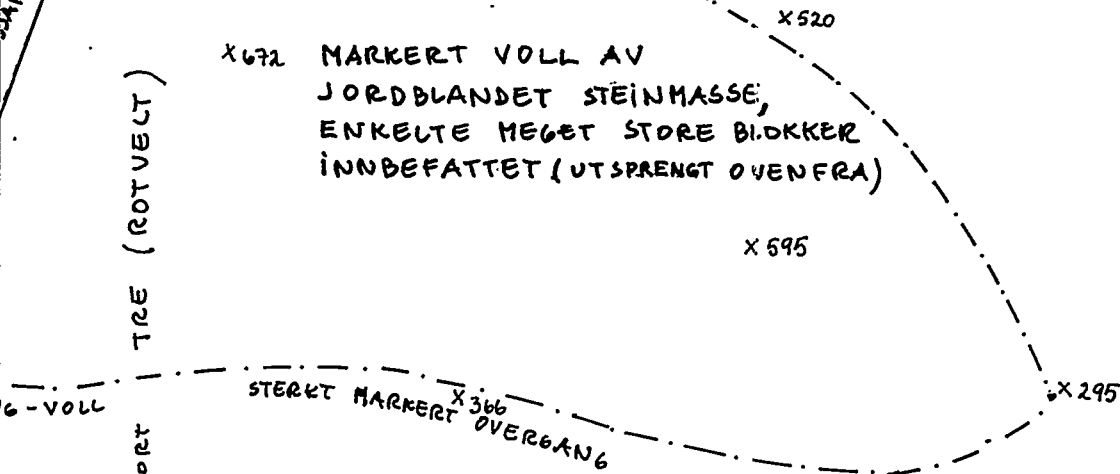 X520
X672 MARKERT VOLL AV
JORDBLANDET STEINMASSE,
ENKELTE MEGET STORE BLOKKER
INNBEFATTET (UTSPRENGT OVENFRA)
X595
TRE (ROTVELT)
STERKT MARKERT OVERGANG
X366
X295
-VOLL